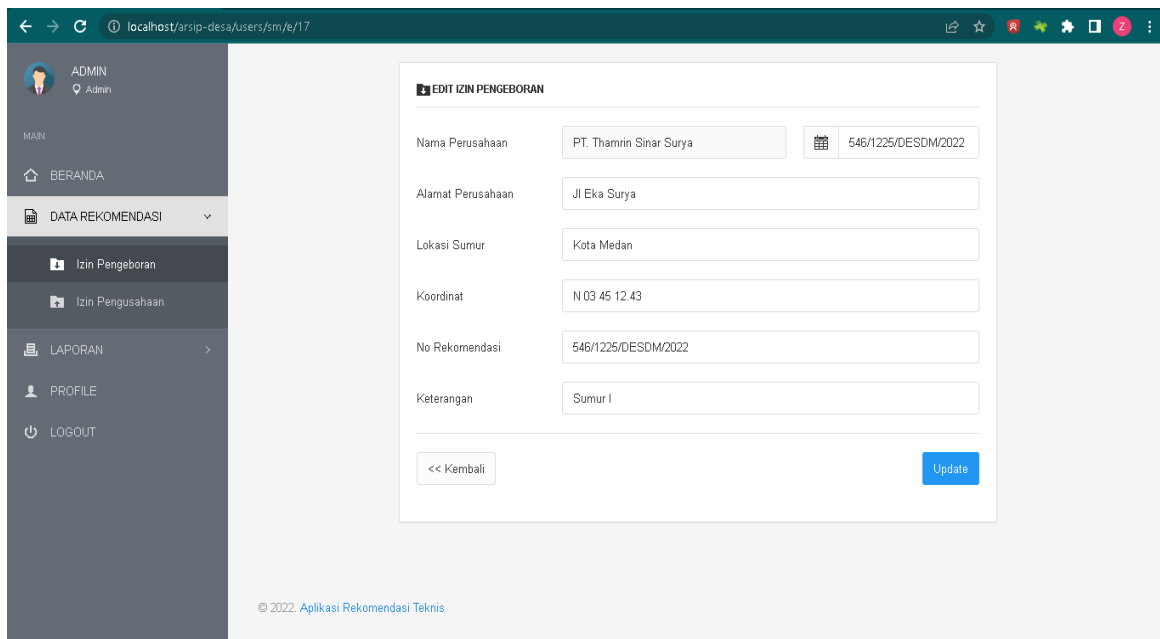 localhost/arsip-desa/users/sm/e/17
R
Z
ADMIN
Admin
MAIN
BERANDA
DATA REKOMENDASI
Izin Pengeboran
Izin Pengusahaan
LAPORAN
PROFILE
LOGOUT
EDIT IZIN PENGEBORAN
Nama Perusahaan PT. Thamrin Sinar Surya 546/1225/DESDM/2022
Alamat Perusahaan Jl Eka Surya
Lokasi Sumur Kota Medan
Koordinat N 03 45 12.43
No Rekomendasi 546/1225/DESDM/2022
Keterangan Sumur I
<< Kembali Update
© 2022. Aplikasi Rekomendasi Teknis